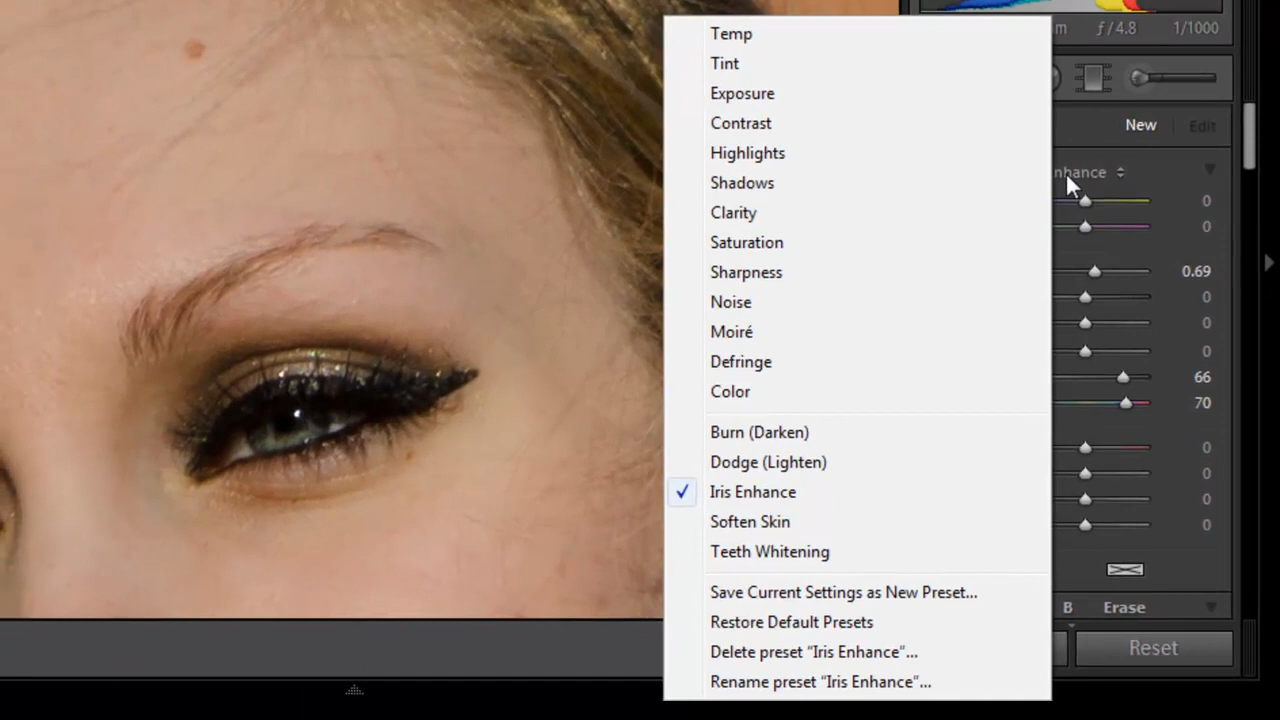 Temp
Tint
Exposure
Contrast
Highlights
Shadows
Clarity
Saturation
Sharpness
Noise
Moiré
Defringe
Color
Burn (Darken)
Dodge (Lighten)
Iris Enhance
Soften Skin
Teeth Whitening
Save Current Settings as New Preset...
Restore Default Presets
Delete preset “Iris Enhance”...
Rename preset “Iris Enhance”...
m ƒ/4.8 1/1000
New Edit
nhance
0
0
0.69
0
0
0
66
70
0
0
0
0
B Erase
Reset